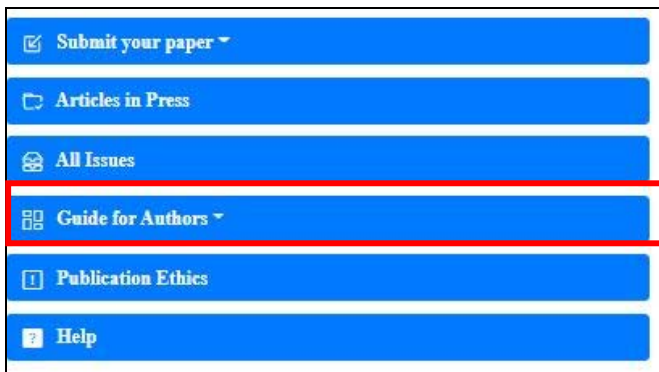 Submit your paper
Articles in Press
All Issues
Guide for Authors
Publication Ethics
Help